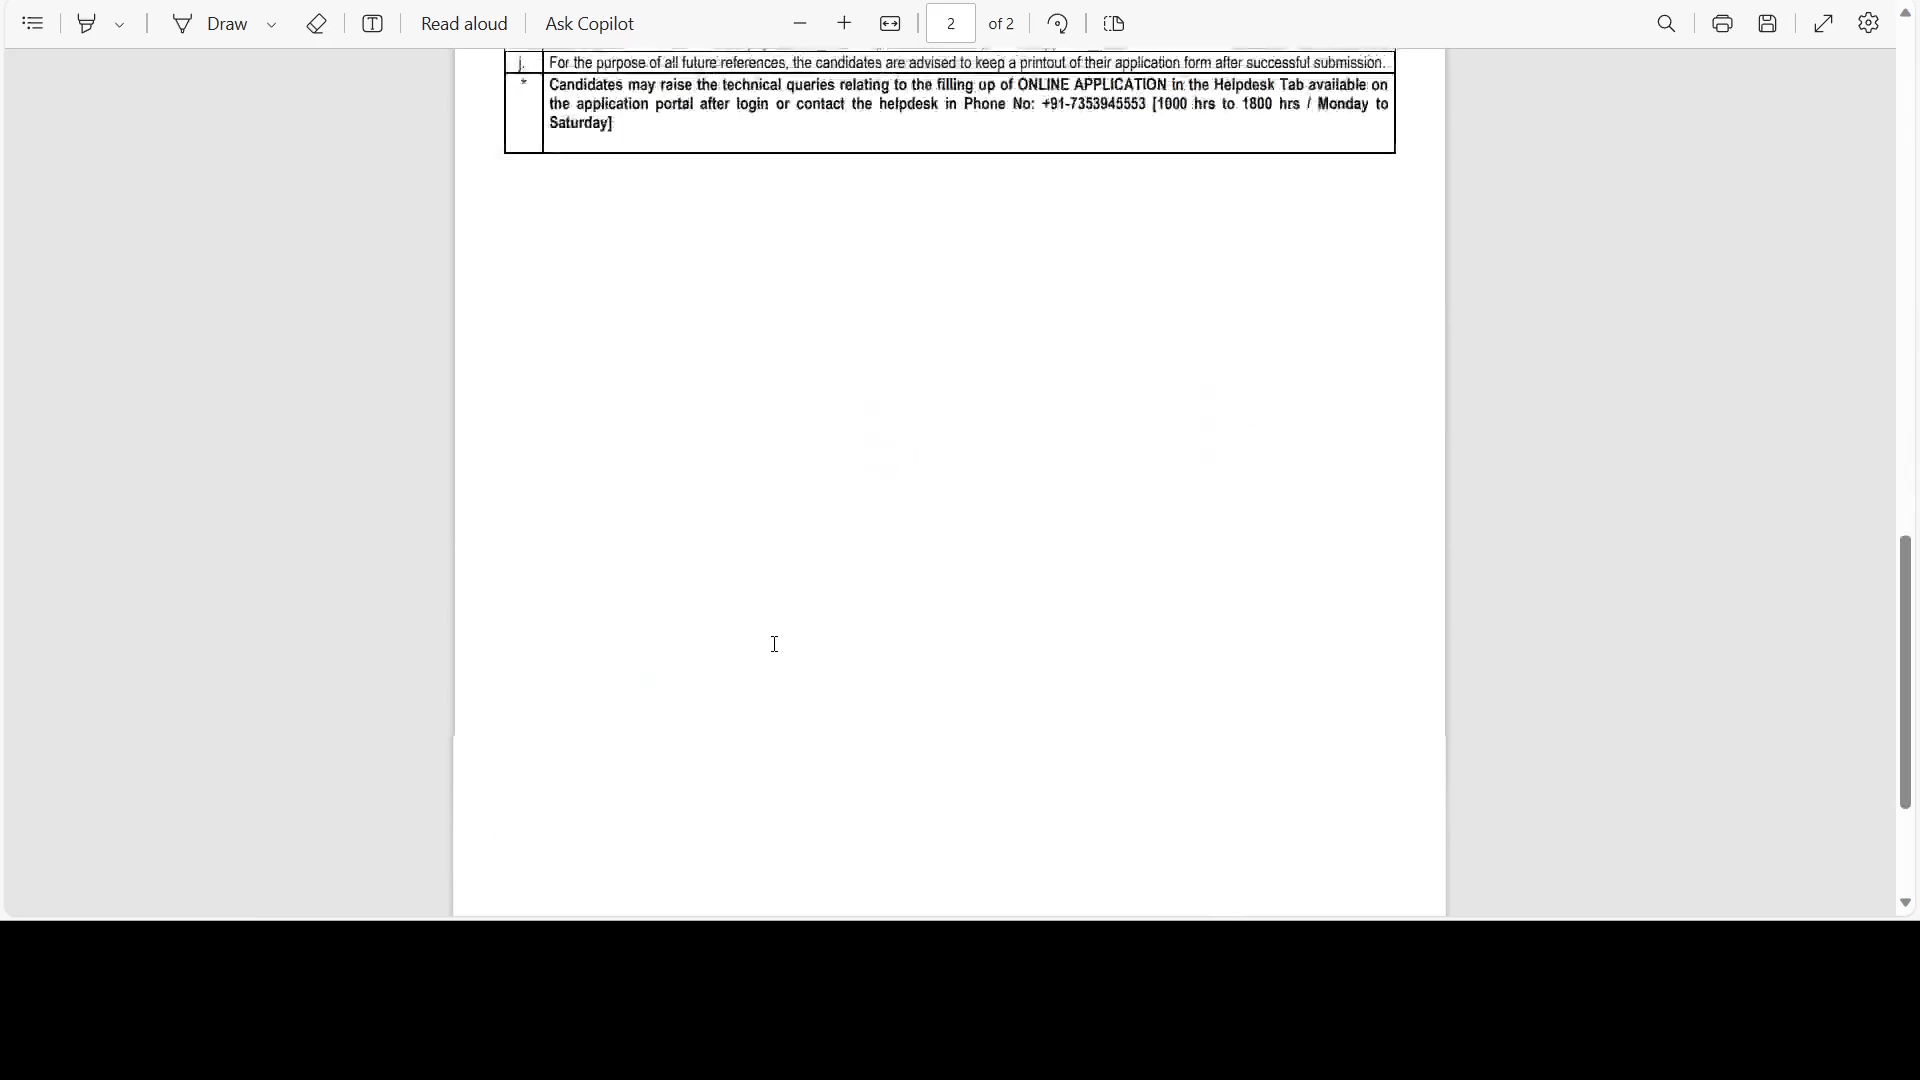 Draw
Read aloud
Ask Copilot
2
of 2
j. For the purpose of all future references, the candidates are advised to keep a printout of their application form after successful submission.
* Candidates may raise the technical queries relating to the filling up of ONLINE APPLICATION in the Helpdesk Tab available on
the application portal after login or contact the helpdesk in Phone No: +91-7353945553 [1000 hrs to 1800 hrs / Monday to
Saturday]